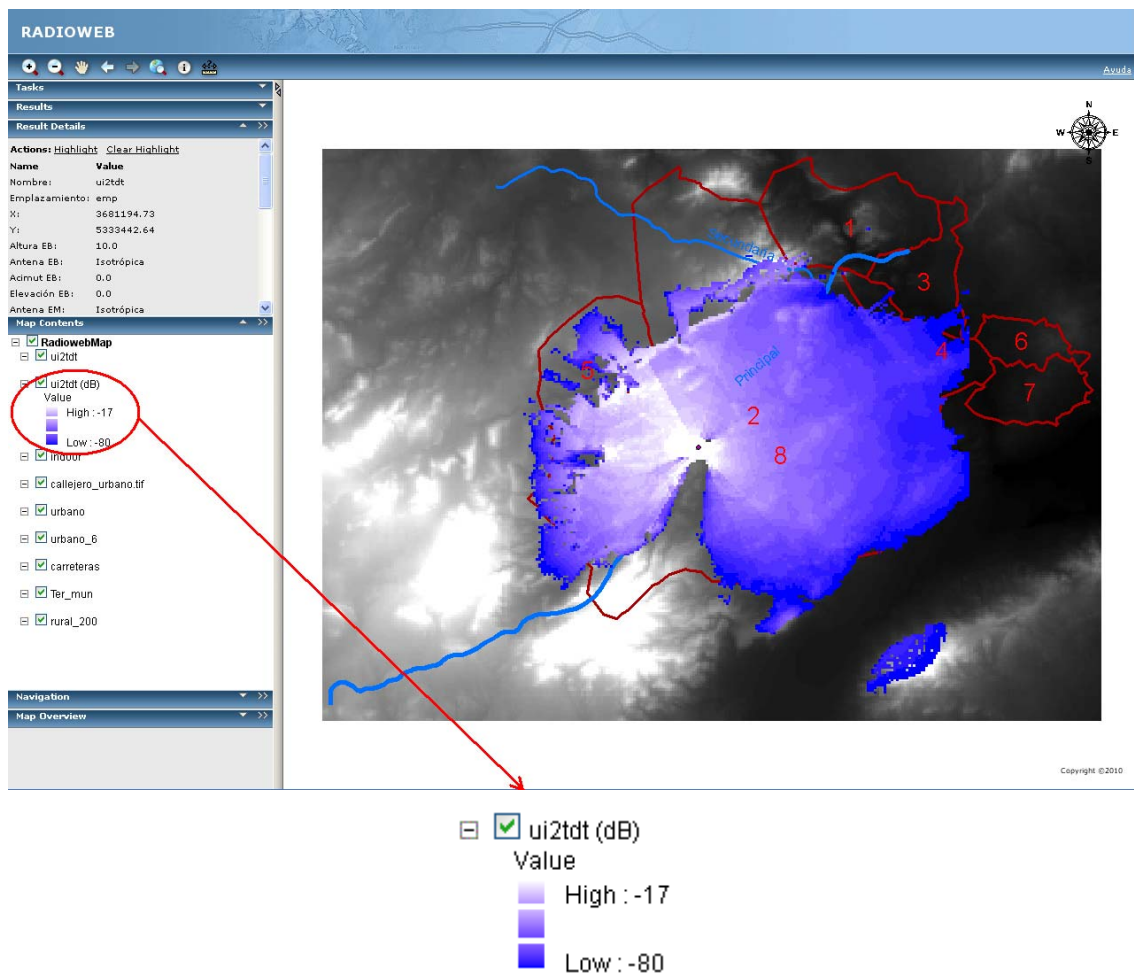 RADIOWEB
Ayuda
Tasks
Results
Result Details
Actions: Highlight Clear Highlight
Name Value
Nombre: ui2tdt
Emplazamiento: emp
X: 3681194.73
Y: 5333442.64
Altura EB: 10.0
Antena EB: Isotrópica
Acimut EB: 0.0
Elevación EB: 0.0
Antena EM: Isotrópica
Map Contents
RadiowebMap
ui2tdt
ui2tdt (dB)
Value
High : -17
Low : -80
indoor
callejero_urbano.tif
urbano
urbano_6
carreteras
Ter_mun
rural_200
Navigation
Map Overview
N
W E
S
1
Secundaria
3
6
4
7
5
Principal
2
8
Copyright ©2010
ui2tdt (dB)
Value
High : -17
Low : -80